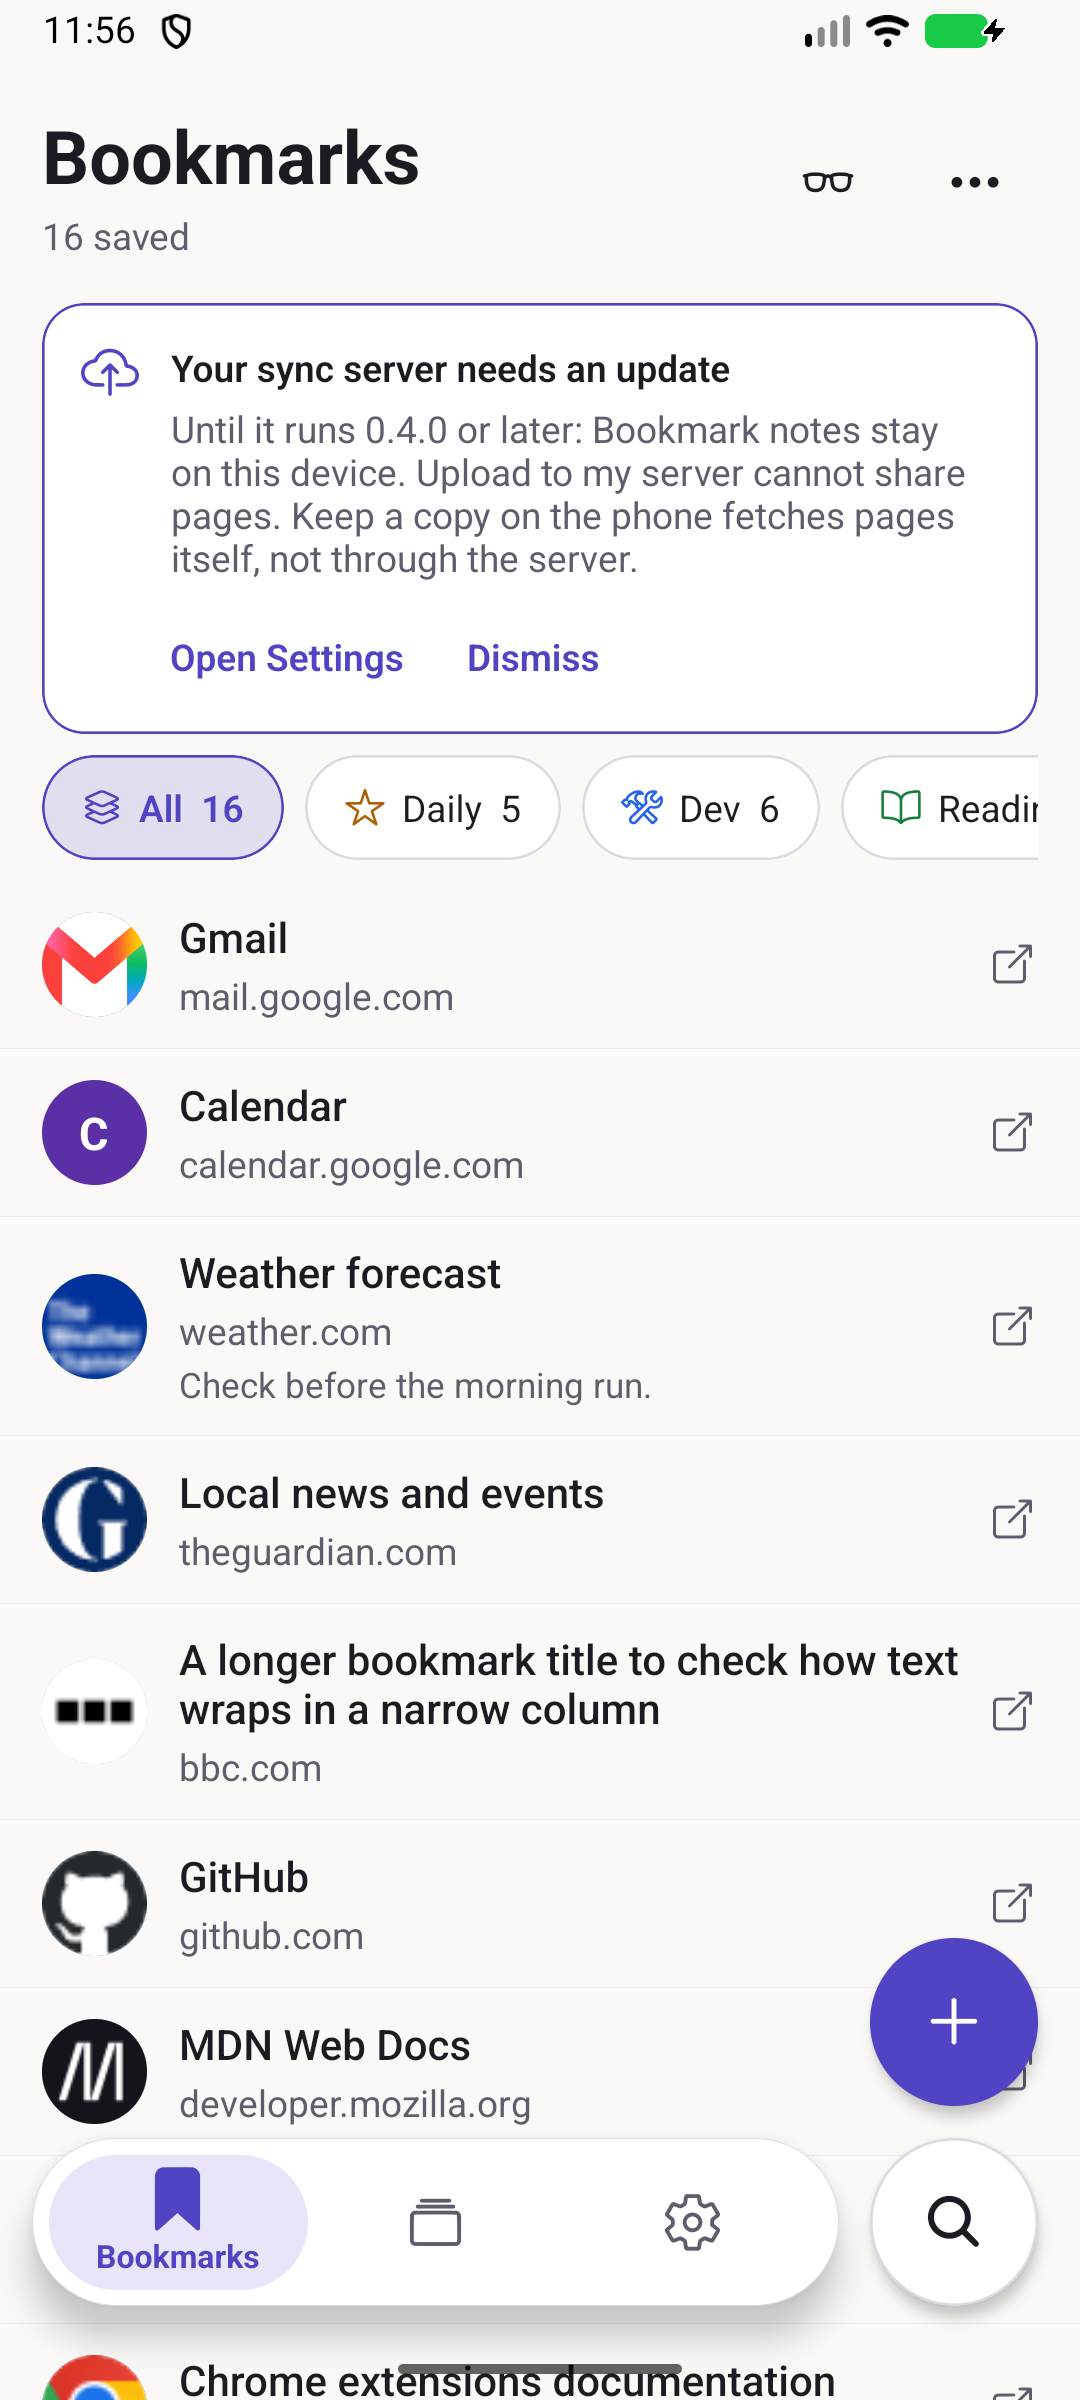 11:56
Bookmarks
16 saved
Your sync server needs an update
Until it runs 0.4.0 or later: Bookmark notes stay
on this device. Upload to my server cannot share
pages. Keep a copy on the phone fetches pages
itself, not through the server.
Open Settings Dismiss
All 16 Daily 5 Dev 6
Gmail
mail.google.com
C
Calendar
calendar.google.com
The
Weather
Channel
Weather forecast
weather.com
Check before the morning run.
Local news and events
theguardian.com
A longer bookmark title to check how text
wraps in a narrow column
bbc.com
GitHub
github.com
MDN Web Docs
developer.mozilla.org
Bookmarks
Chrome extensions documentation